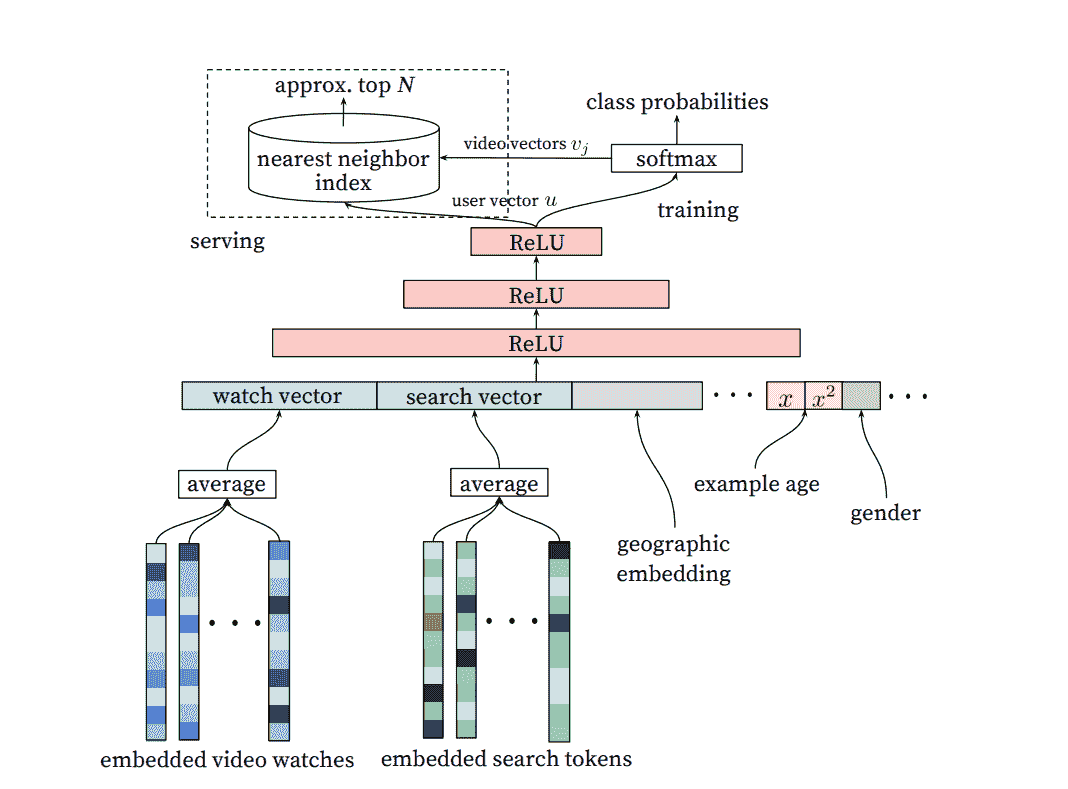 approx. top N
class probabilities
nearest neighbor
index
video vectors v_j
softmax
user vector u
training
serving
ReLU
ReLU
ReLU
watch vector
search vector
x
x²
average
average
example age
gender
geographic
embedding
embedded video watches
embedded search tokens